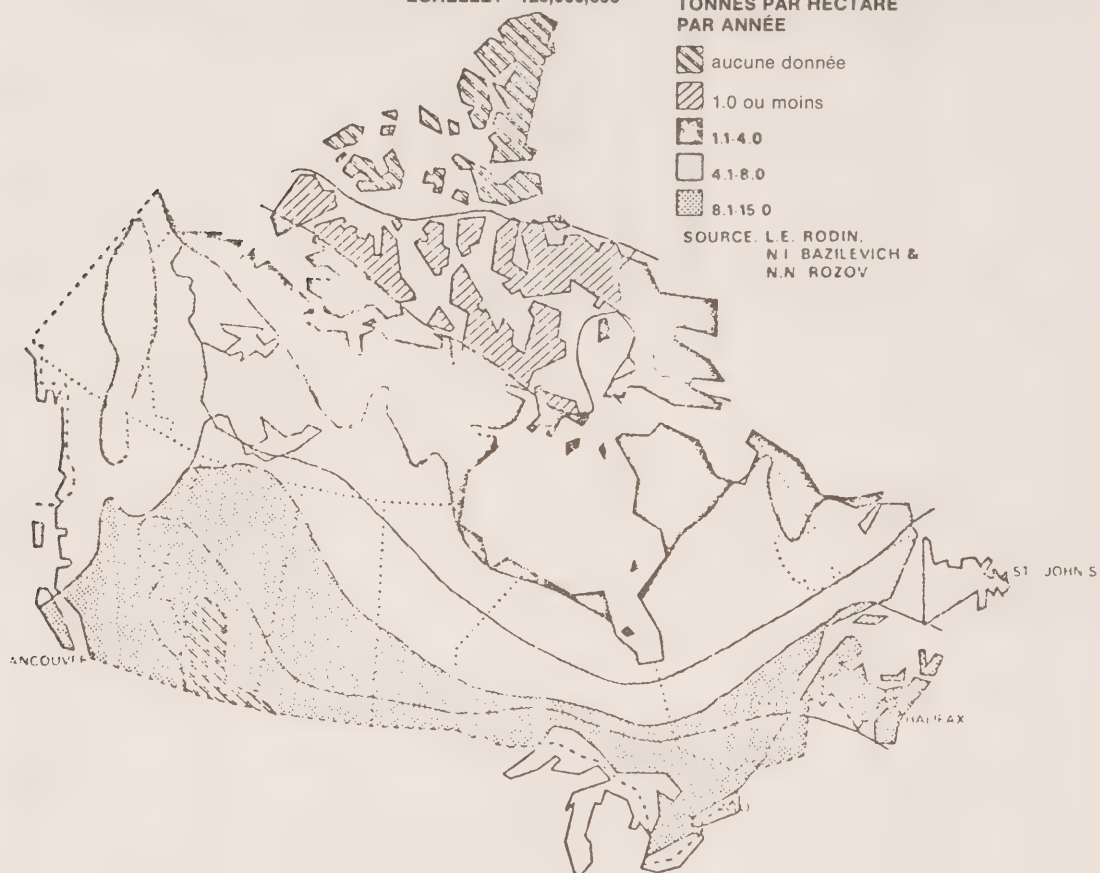 TONNES PAR HECTARE
PAR ANNÉE
aucune donnée
1.0 ou moins
1.1-4.0
4.1-8.0
8.1-15 0
SOURCE. L.E. RODIN,
N I BAZILEVICH &
N.N ROZOV
ST JOHN S
ANCOUVER
HALIFAX